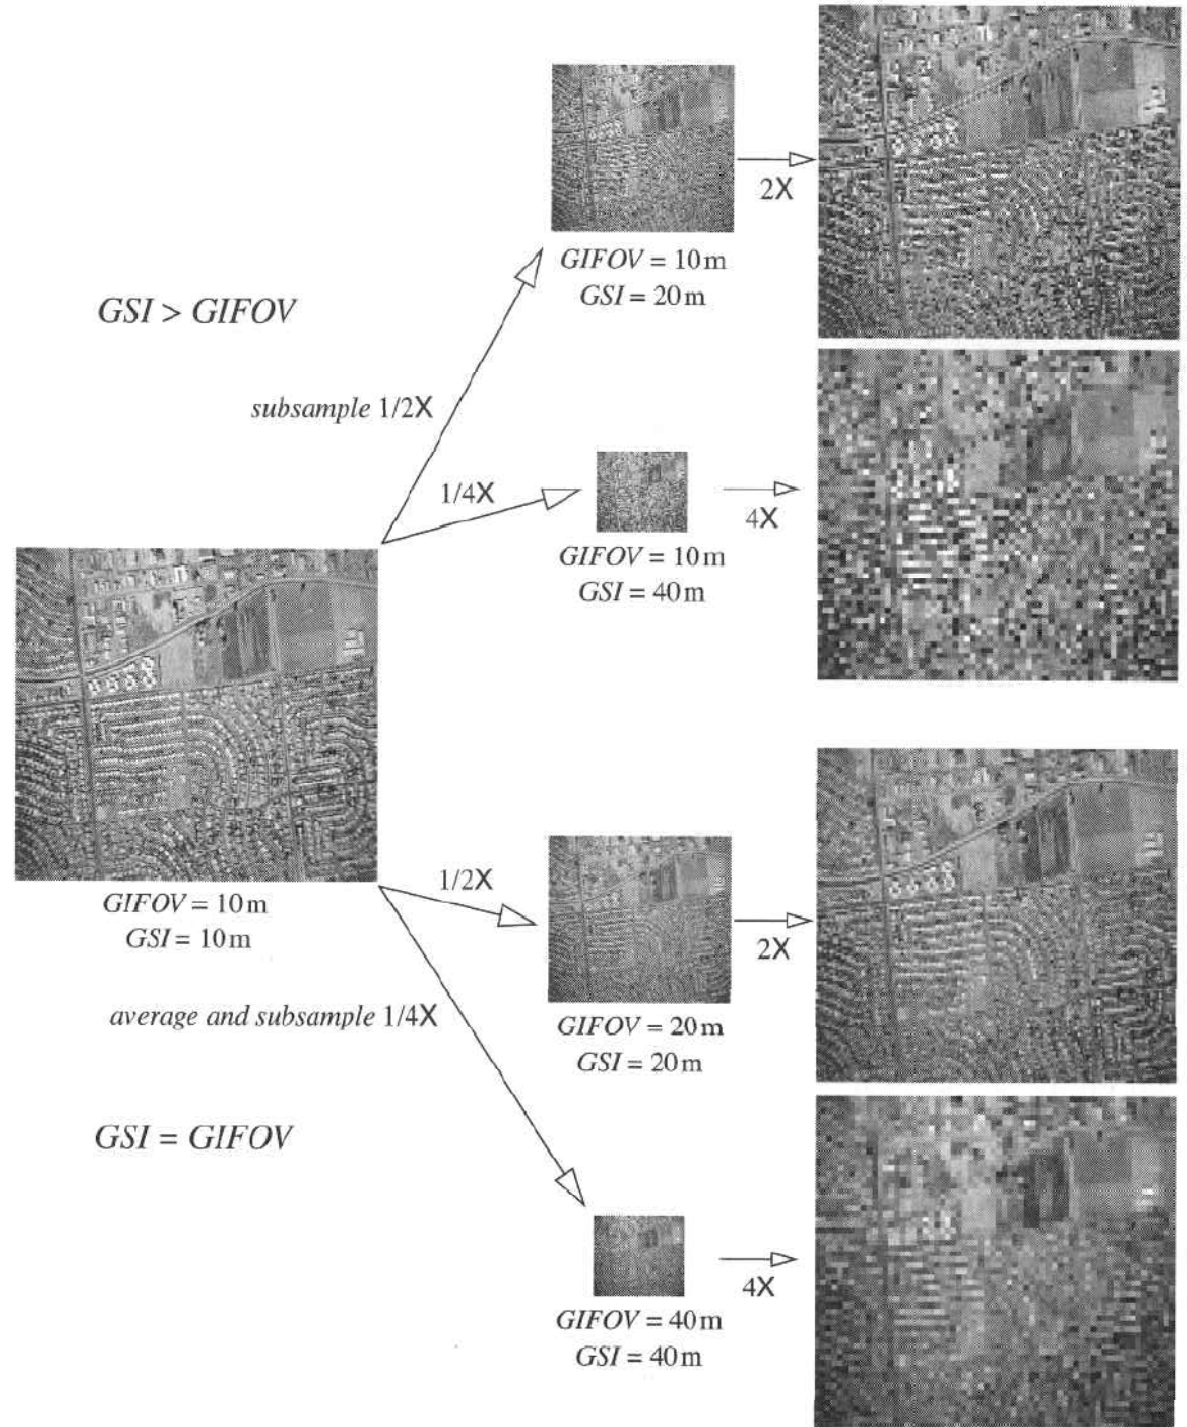 2X
GIFOV = 10 m
GSI = 20 m
GSI > GIFOV
subsample 1/2X
1/4X
4X
GIFOV = 10 m
GSI = 40 m
GIFOV = 10 m
GSI = 10 m
1/2X
2X
average and subsample 1/4X
GIFOV = 20 m
GSI = 20 m
GSI = GIFOV
4X
GIFOV = 40 m
GSI = 40 m